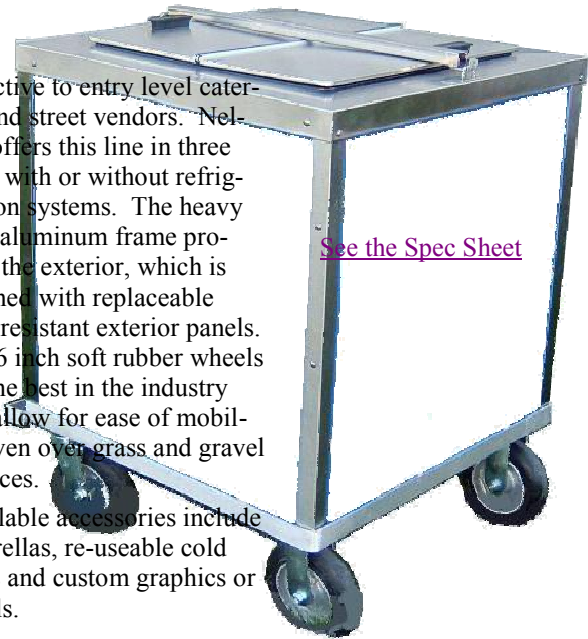 ctive to entry level cater-
nd street vendors. Nel-
offers this line in three
with or without refrig-
on systems. The heavy
aluminum frame pro-
the exterior, which is
ned with replaceable
resistant exterior panels.
6 inch soft rubber wheels
he best in the industry
allow for ease of mobil-
ven over grass and gravel
ces.
lable accessories include
rellas, re-useable cold
and custom graphics or
ls.
See the Spec Sheet